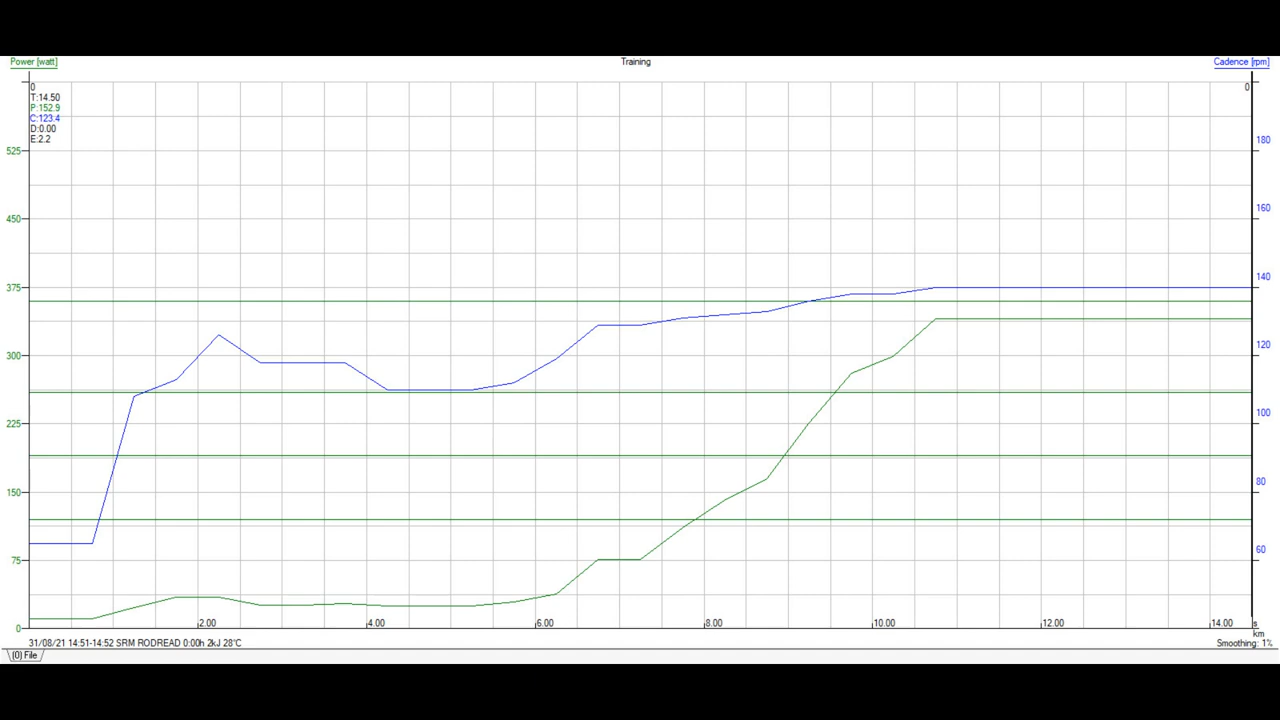 Power [watt]
Training
Cadence [rpm]
0
0
T:14.50
P:152.9
C:123.4
D:0.00
E:2.2
525
450
375
300
225
150
75
0
180
160
140
120
100
80
60
2.00
4.00
6.00
8.00
10.00
12.00
14.00
s
km
31/08/21 14:51-14:52 SRM RODREAD 0:00h 2kJ 28°C
Smoothing: 1%
(0) File